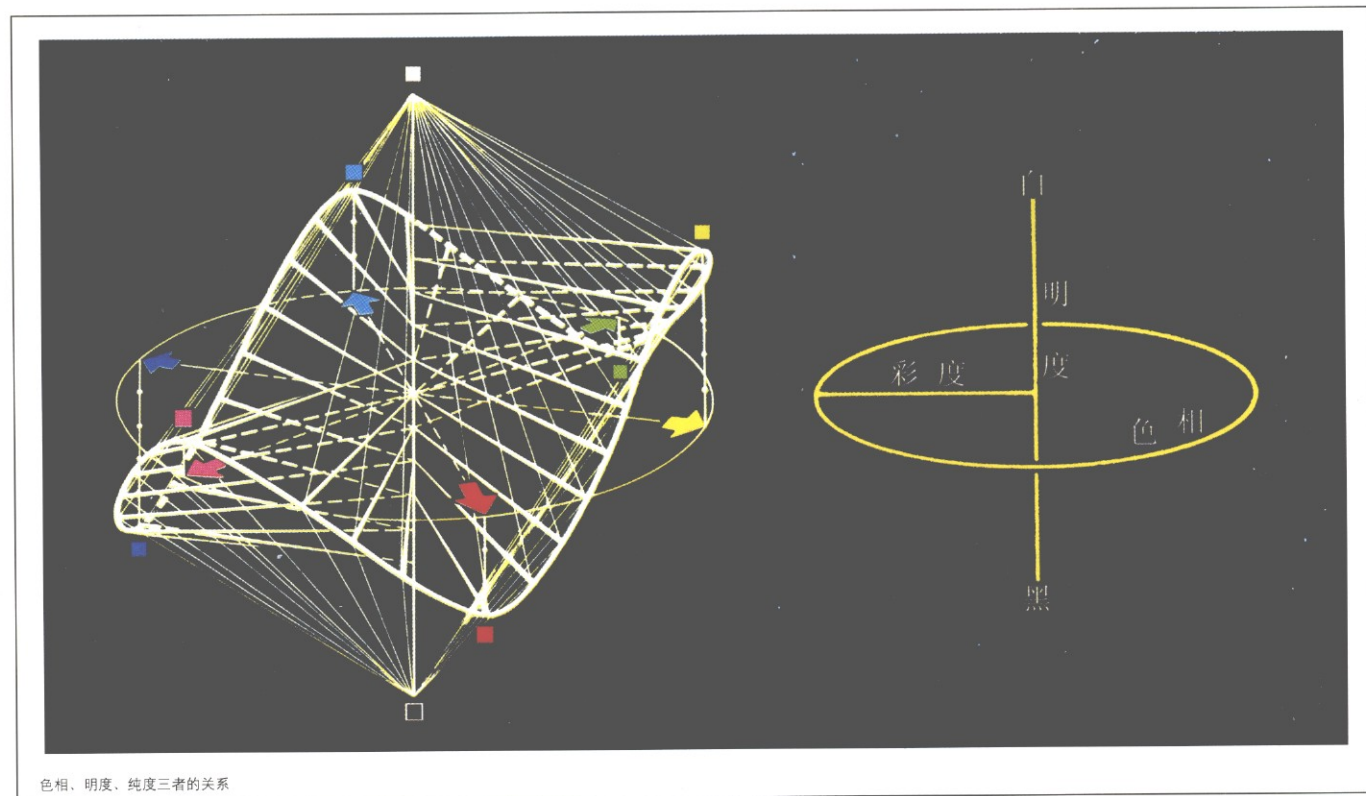 白
明
度
彩度
色相
黑
色相、明度、纯度三者的关系